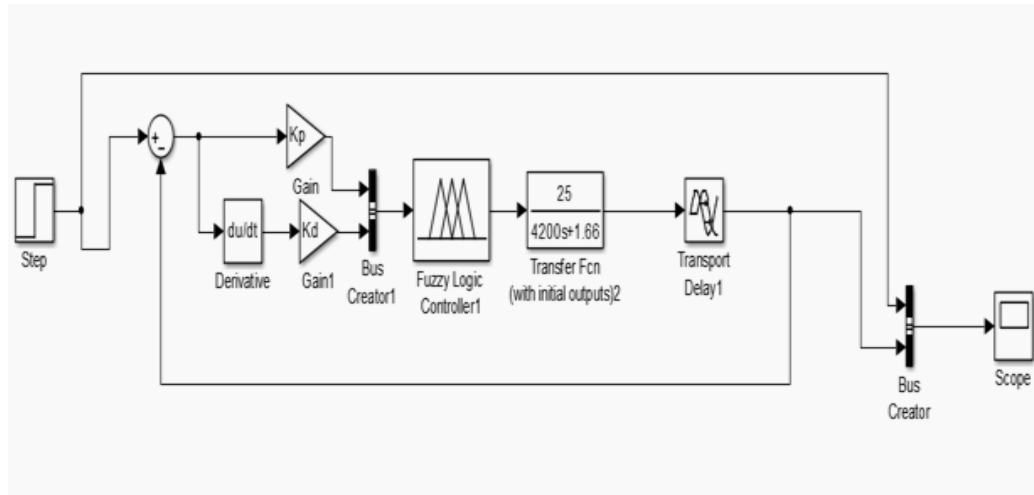 +
−
Kp
Gain
Step
du/dt
Derivative
Kd
Gain1
Bus
Creator1
Fuzzy Logic
Controller1
25
4200s+1.66
Transfer Fcn
(with initial outputs)2
Transport
Delay1
Bus
Creator
Scope